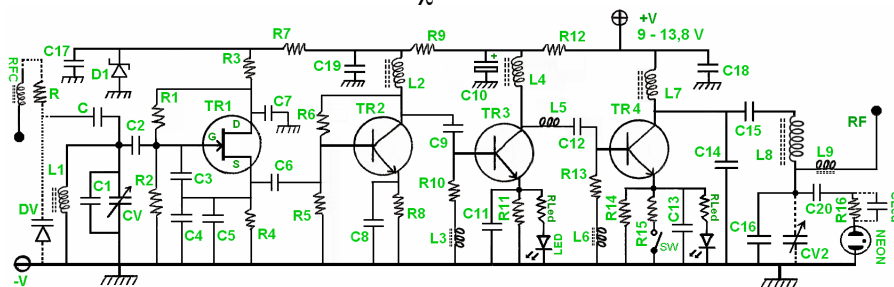 +V
9 - 13,8 V
R7
R9
R12
C17
R3
D1
C19
L2
C10
+
L4
C18
L7
RFC
R
C
R1
TR1
C7
R6
TR2
C9
TR3
L5
TR4
C15
RF
C2
G
D
S
C6
C12
C14
L8
L9
L1
C1
CV
R2
C3
R5
R10
R11
RLed
R13
R14
R15
C13
RLed
C20
R16
DV
C4
C5
R4
C8
R8
L3
C11
LED
L6
SW
C16
CV2
NEON
-V